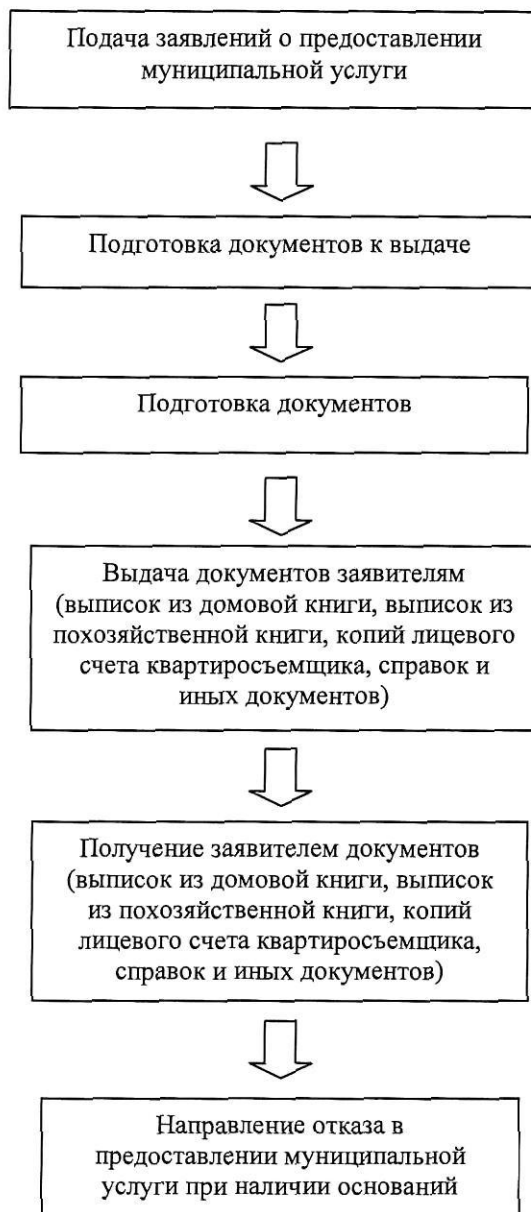 Подача заявлений о предоставлении
муниципальной услуги
Подготовка документов к выдаче
Подготовка документов
Выдача документов заявителям
(выписок из домовой книги, выписок из
похозяйственной книги, копий лицевого
счета квартиросъемщика, справок и
иных документов)
Получение заявителем документов
(выписок из домовой книги, выписок
из похозяйственной книги, копий
лицевого счета квартиросъемщика,
справок и иных документов)
Направление отказа в
предоставлении муниципальной
услуги при наличии оснований